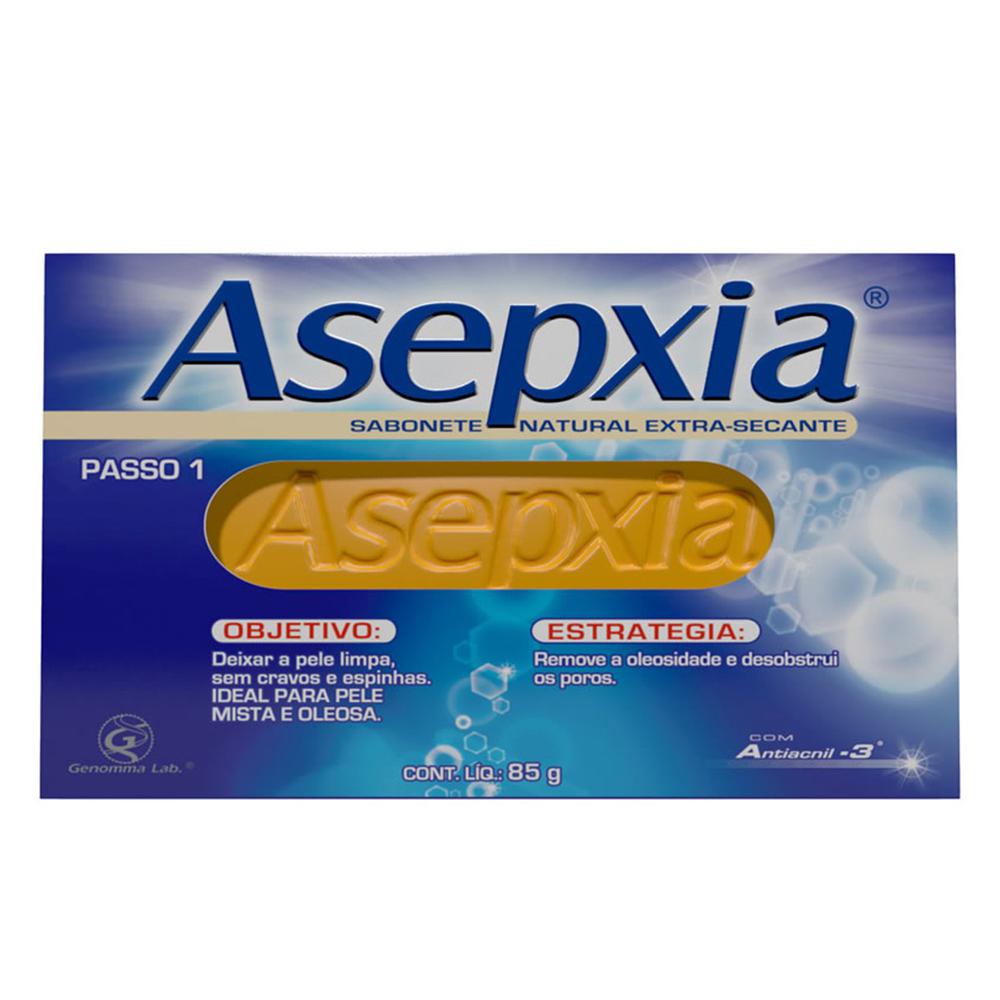 Asepxia®
SABONETE NATURAL EXTRA-SECANTE
PASSO 1
Asepxia
OBJETIVO:
Deixar a pele limpa,
sem cravos e espinhas.
IDEAL PARA PELE
MISTA E OLEOSA.
ESTRATEGIA:
Remove a oleosidade e desobstrui
os poros.
G
Genomma Lab.®
CONT. LÍQ.: 85 g
COM
Antiacnil -3®